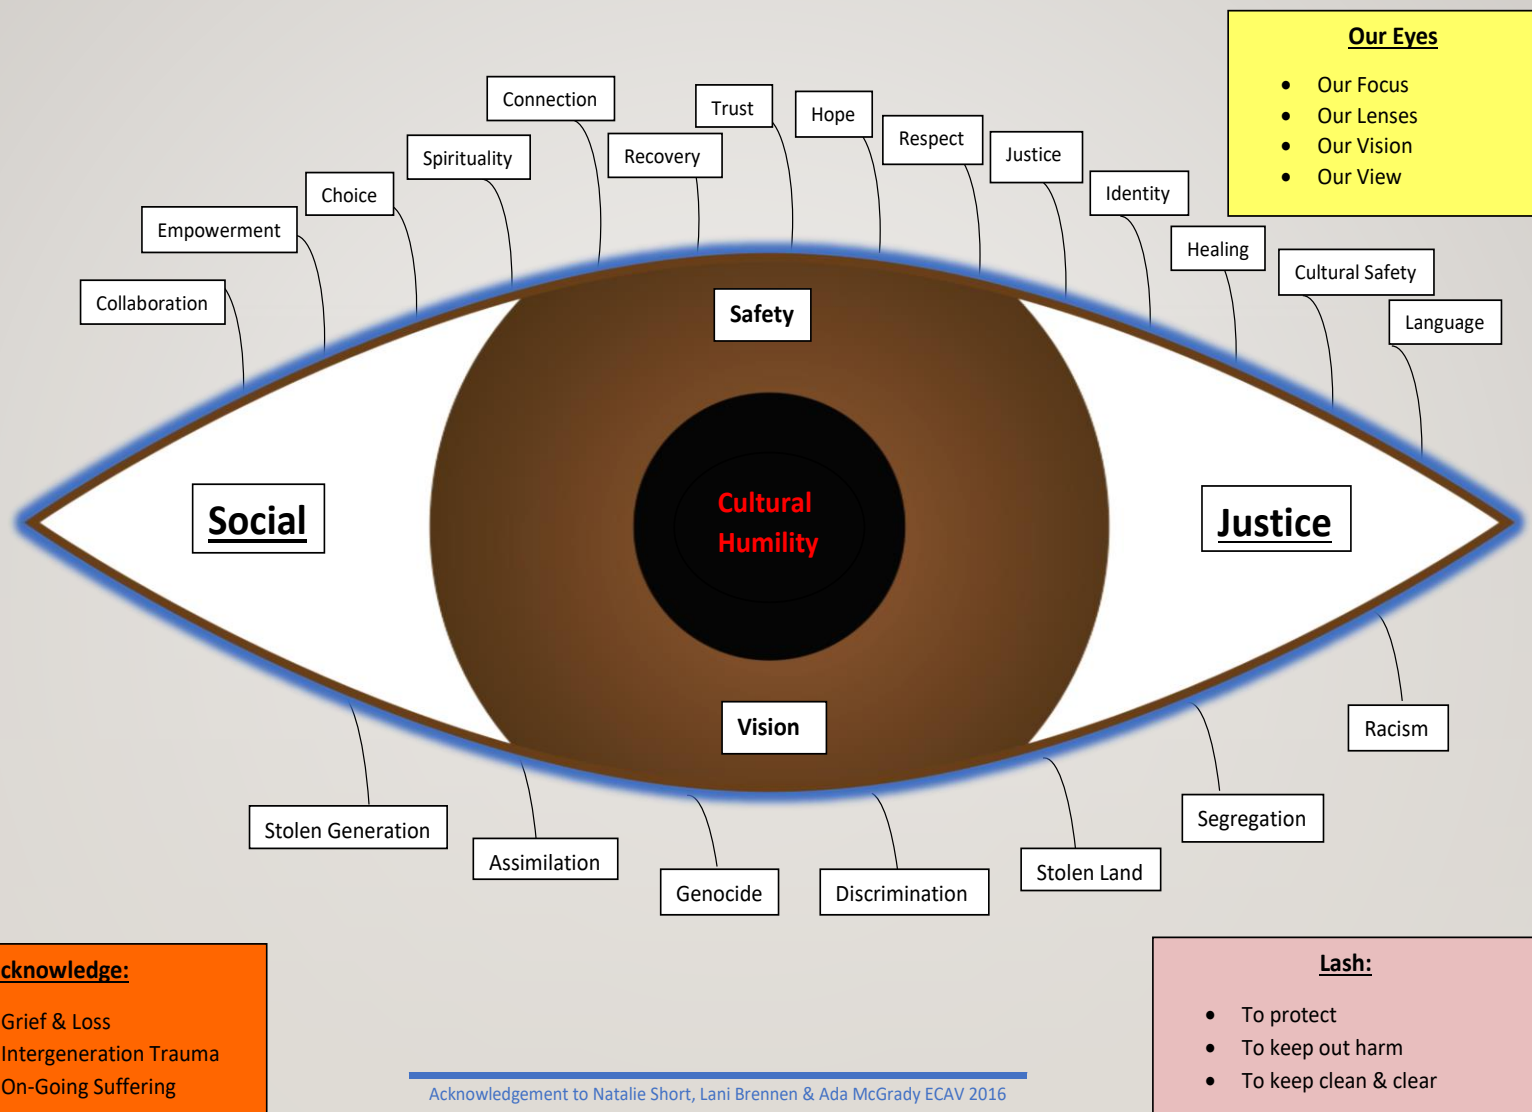 Our Eyes
• Our Focus
• Our Lenses
• Our Vision
• Our View
Connection
Trust
Hope
Recovery
Respect
Justice
Spirituality
Choice
Identity
Empowerment
Healing
Cultural Safety
Collaboration
Language
Safety
Social
Cultural
Humility
Justice
Vision
Racism
Segregation
Stolen Generation
Assimilation
Stolen Land
Genocide
Discrimination
cknowledge:
Grief & Loss
Intergeneration Trauma
On-Going Suffering
Lash:
• To protect
• To keep out harm
• To keep clean & clear
Acknowledgement to Natalie Short, Lani Brennen & Ada McGrady ECAV 2016